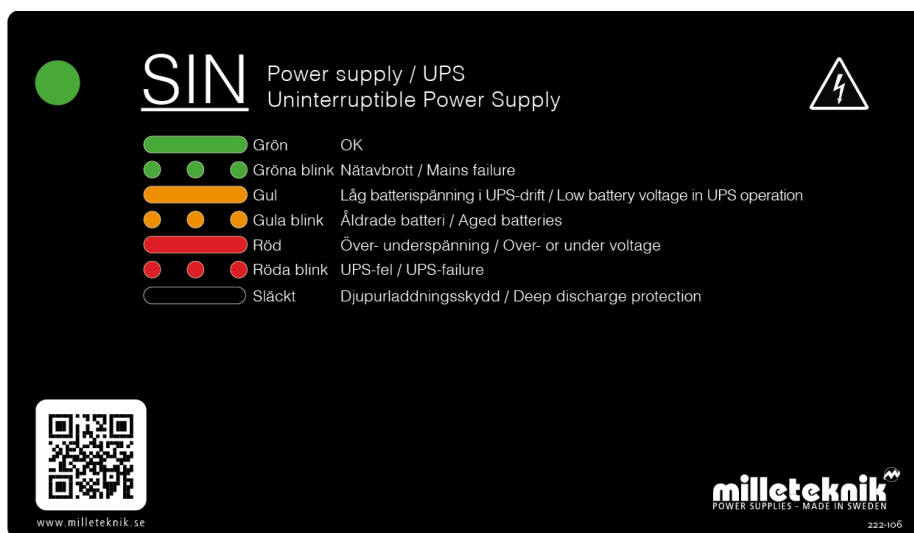 SIN
Power supply / UPS
Uninterruptible Power Supply
Grön OK
Gröna blink Nätavbrott / Mains failure
Gul Låg batterispänning i UPS-drift / Low battery voltage in UPS operation
Gula blink Åldrade batteri / Aged batteries
Röd Över- underspänning / Over- or under voltage
Röda blink UPS-fel / UPS-failure
Släckt Djupurladdningsskydd / Deep discharge protection
www.milleteknik.se
milleteknik
POWER SUPPLIES - MADE IN SWEDEN
222-106